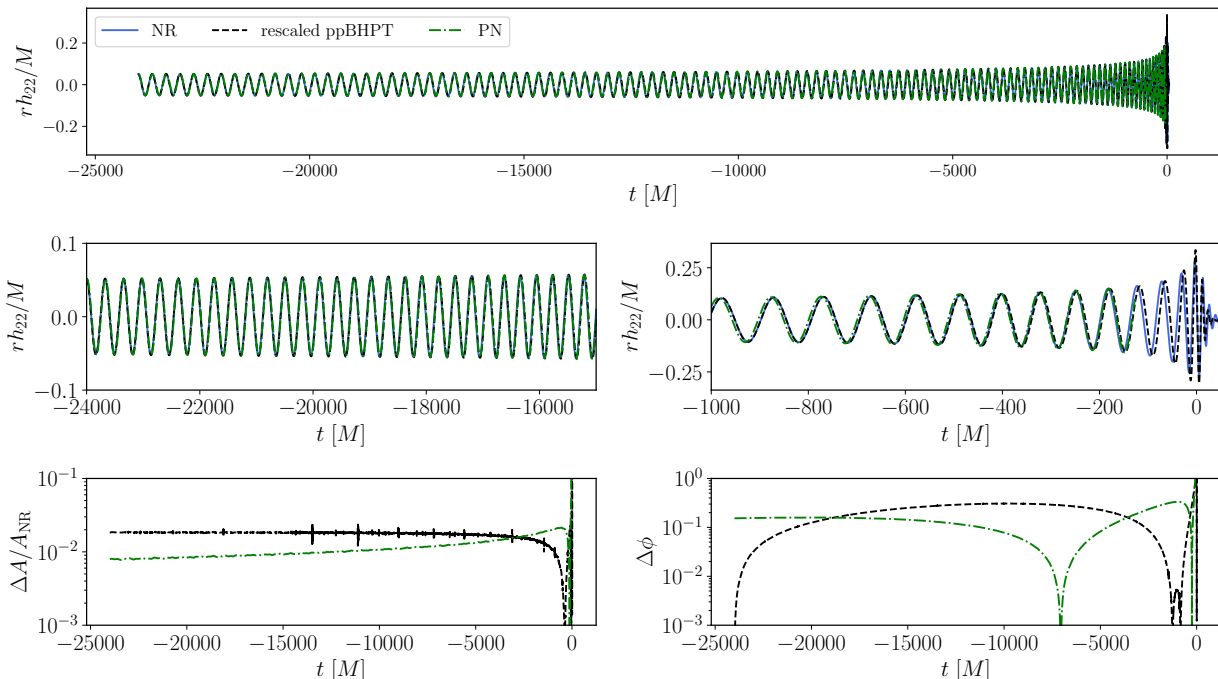 NR rescaled ppBHPT PN
rh₂₂/M
0.2
0.0
−0.2
−25000 −20000 −15000 −10000 −5000 0
t [M]
rh₂₂/M
0.1
0.0
−0.1
−24000 −22000 −20000 −18000 −16000
t [M]
rh₂₂/M
0.25
0.00
−0.25
−1000 −800 −600 −400 −200 0
t [M]
ΔA/A_NR
10⁻¹
10⁻²
10⁻³
−25000 −20000 −15000 −10000 −5000 0
t [M]
Δϕ
10⁰
10⁻¹
10⁻²
10⁻³
−25000 −20000 −15000 −10000 −5000 0
t [M]